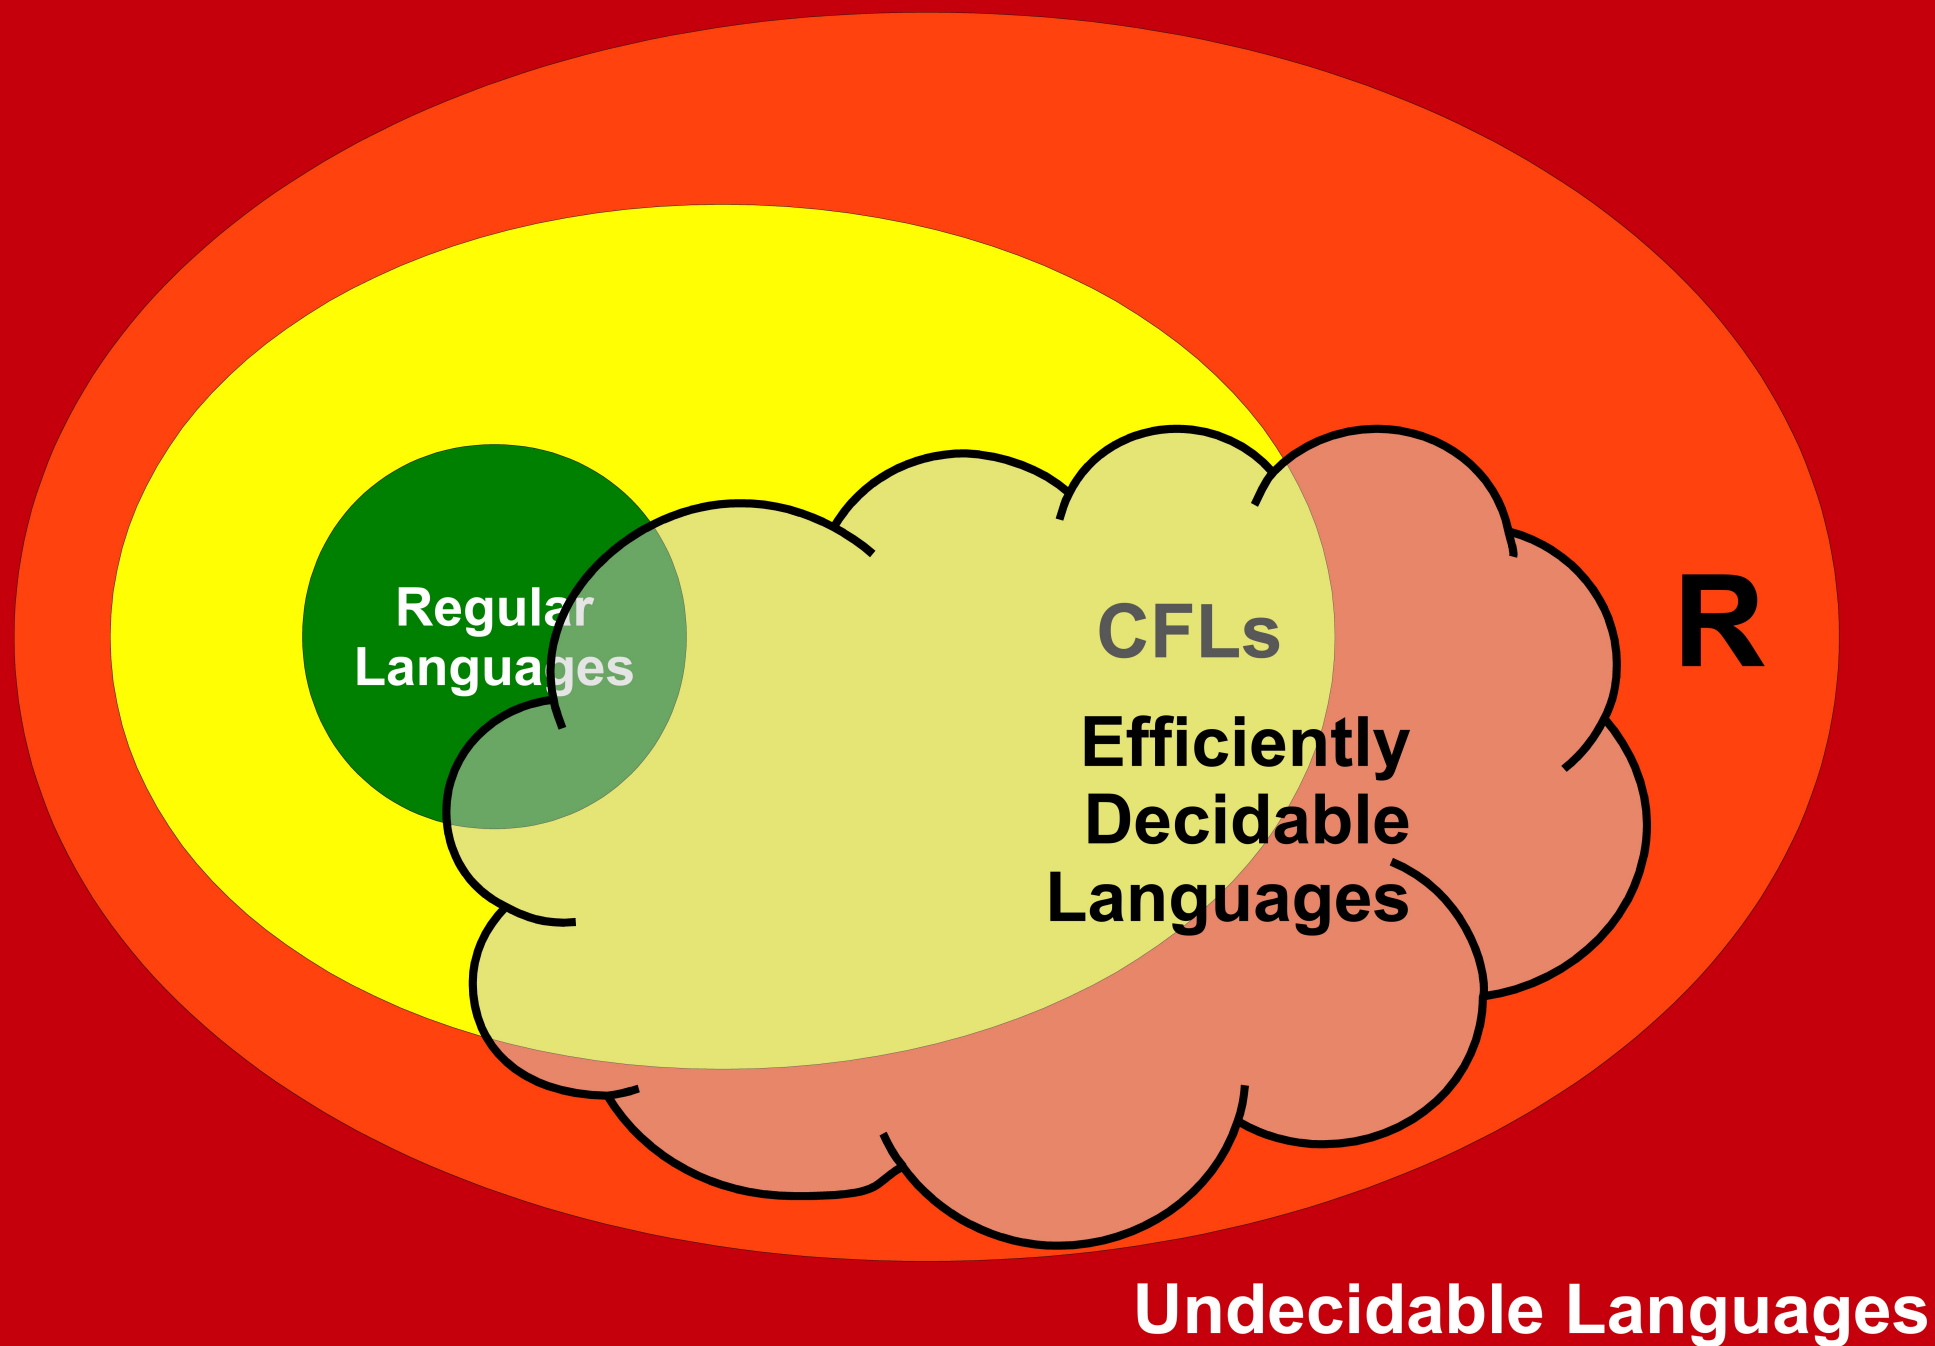 Regular
Languages
CFLs
R
Efficiently
Decidable
Languages
Undecidable Languages